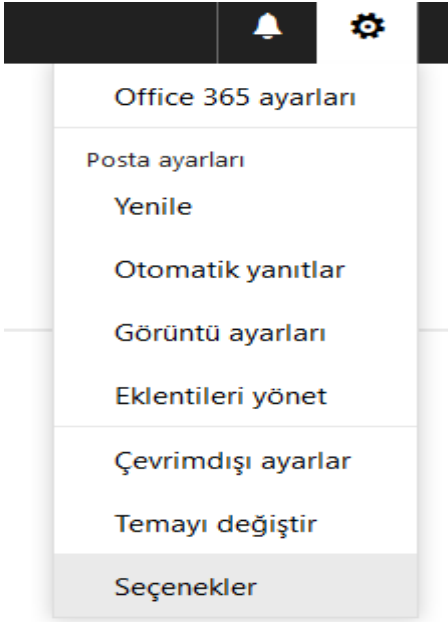 Office 365 ayarları
Posta ayarları
Yenile
Otomatik yanıtlar
Görüntü ayarları
Eklentileri yönet
Çevrimdışı ayarlar
Temayı değiştir
Seçenekler